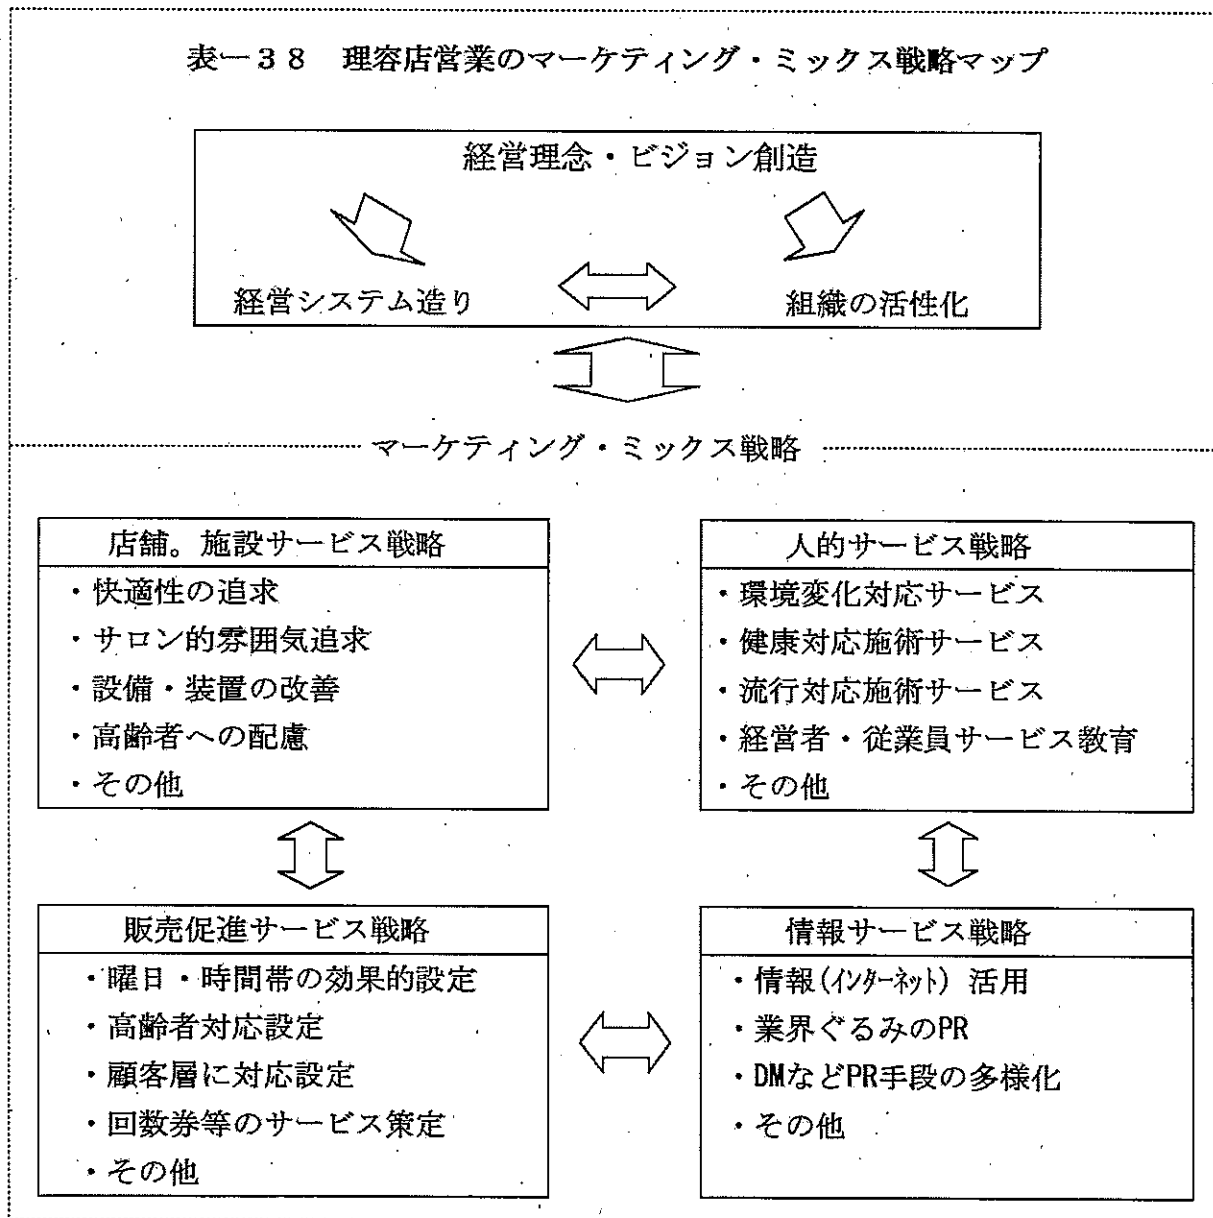 表ー38 理容店営業のマーケティング・ミックス戦略マップ
経営理念・ビジョン創造
経営システム造り
組織の活性化
マーケティング・ミックス戦略
店舗。施設サービス戦略
・快適性の追求
・サロン的雰囲気追求
・設備・装置の改善
・高齢者への配慮
・その他
人的サービス戦略
・環境変化対応サービス
・健康対応施術サービス
・流行対応施術サービス
・経営者・従業員サービス教育
・その他
販売促進サービス戦略
・曜日・時間帯の効果的設定
・高齢者対応設定
・顧客層に対応設定
・回数券等のサービス策定
・その他
情報サービス戦略
・情報(インターネット) 活用
・業界ぐるみのPR
・DMなどPR手段の多様化
・その他